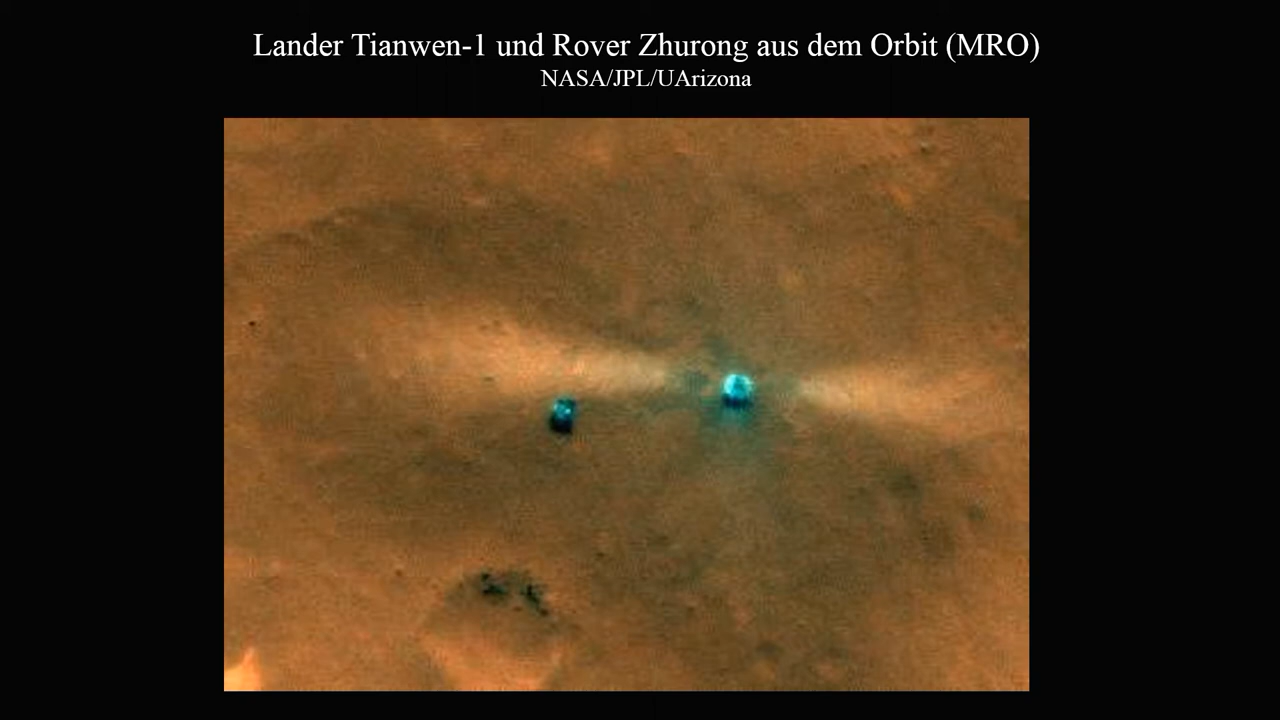 Lander Tianwen-1 und Rover Zhurong aus dem Orbit (MRO)
NASA/JPL/UArizona